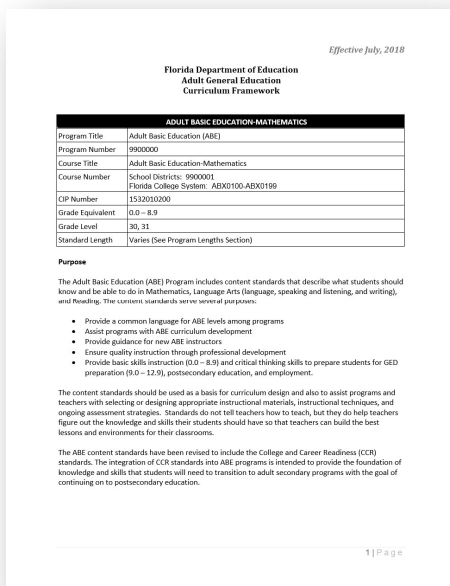 Effective July, 2018
Florida Department of Education
Adult General Education
Curriculum Framework
ADULT BASIC EDUCATION-MATHEMATICS
Program Title Adult Basic Education (ABE)
Program Number 9900000
Course Title Adult Basic Education-Mathematics
Course Number School Districts: 9900001
Florida College System: ABX0100-ABX0199
CIP Number 1532010200
Grade Equivalent 0.0 – 8.9
Grade Level 30, 31
Standard Length Varies (See Program Lengths Section)
Purpose
The Adult Basic Education (ABE) Program includes content standards that describe what students should
know and be able to do in Mathematics, Language Arts (language, speaking and listening, and writing),
and Reading. The content standards serve several purposes:
• Provide a common language for ABE levels among programs
• Assist programs with ABE curriculum development
• Provide guidance for new ABE instructors
• Ensure quality instruction through professional development
• Provide basic skills instruction (0.0 – 8.9) and critical thinking skills to prepare students for GED
preparation (9.0 – 12.9), postsecondary education, and employment.
The content standards should be used as a basis for curriculum design and also to assist programs and
teachers with selecting or designing appropriate instructional materials, instructional techniques, and
ongoing assessment strategies. Standards do not tell teachers how to teach, but they do help teachers
figure out the knowledge and skills their students should have so that teachers can build the best
lessons and environments for their classrooms.
The ABE content standards have been revised to include the College and Career Readiness (CCR)
standards. The integration of CCR standards into ABE programs is intended to provide the foundation of
knowledge and skills that students will need to transition to adult secondary programs with the goal of
continuing on to postsecondary education.
1 | Page